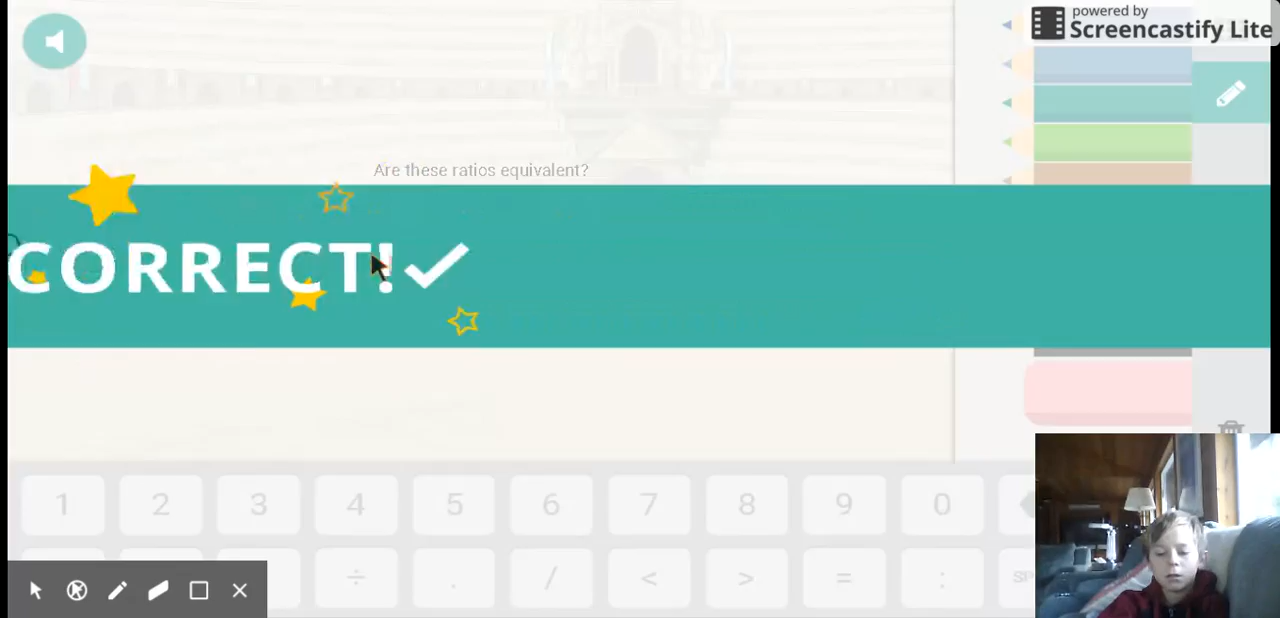 powered by
Screencastify Lite
Are these ratios equivalent?
CORRECT!
1 2 3 4 5 6 7 8 9 0
÷ . / < > = : SP